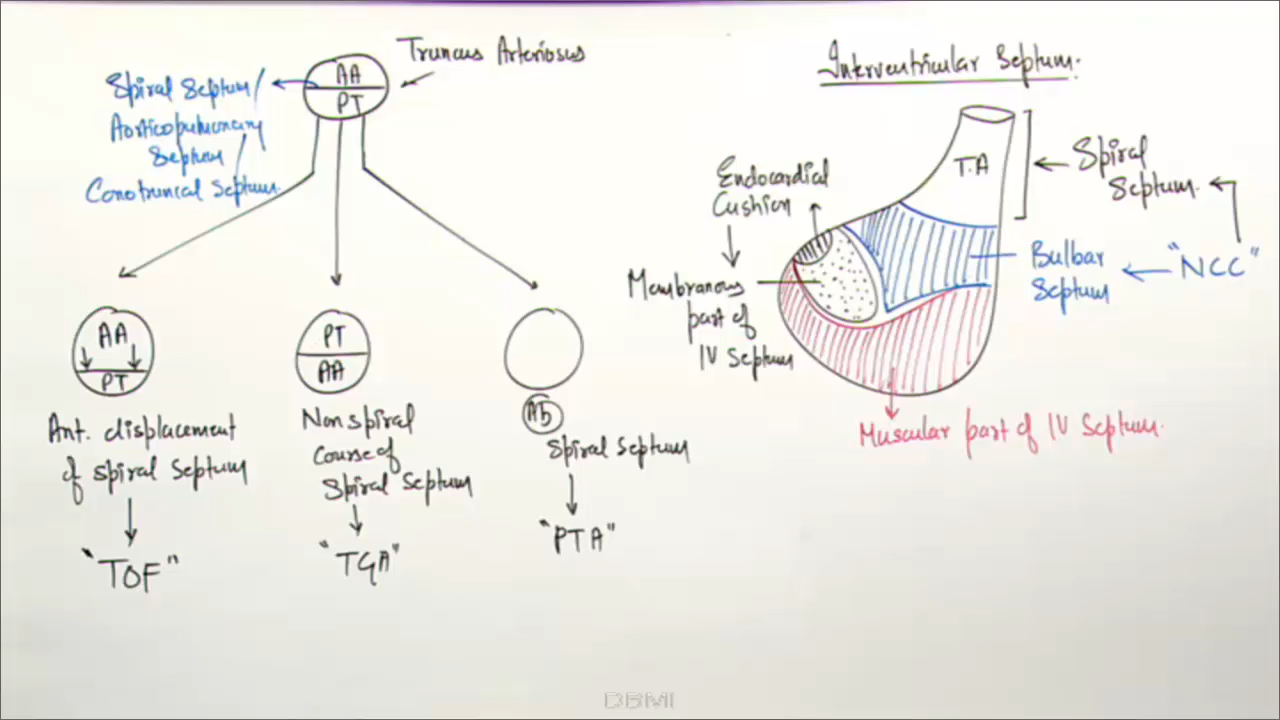 Truncus Arteriosus
AA
PT
Spiral Septum/
Aorticopulmonary
Septum/
Conotruncal Septum
AA
PT
Ant. displacement
of spiral Septum
"TOF"
PT
AA
Non spiral
Course of
Spiral Septum
"TGA"
Ab
Spiral Septum
"PTA"
Interventricular Septum.
T.A
Spiral
Septum.
"NCC"
Bulbar
Septum
Endocardial
Cushion
Membranous
part of
IV Septum
Muscular part of IV Septum.
DBMI